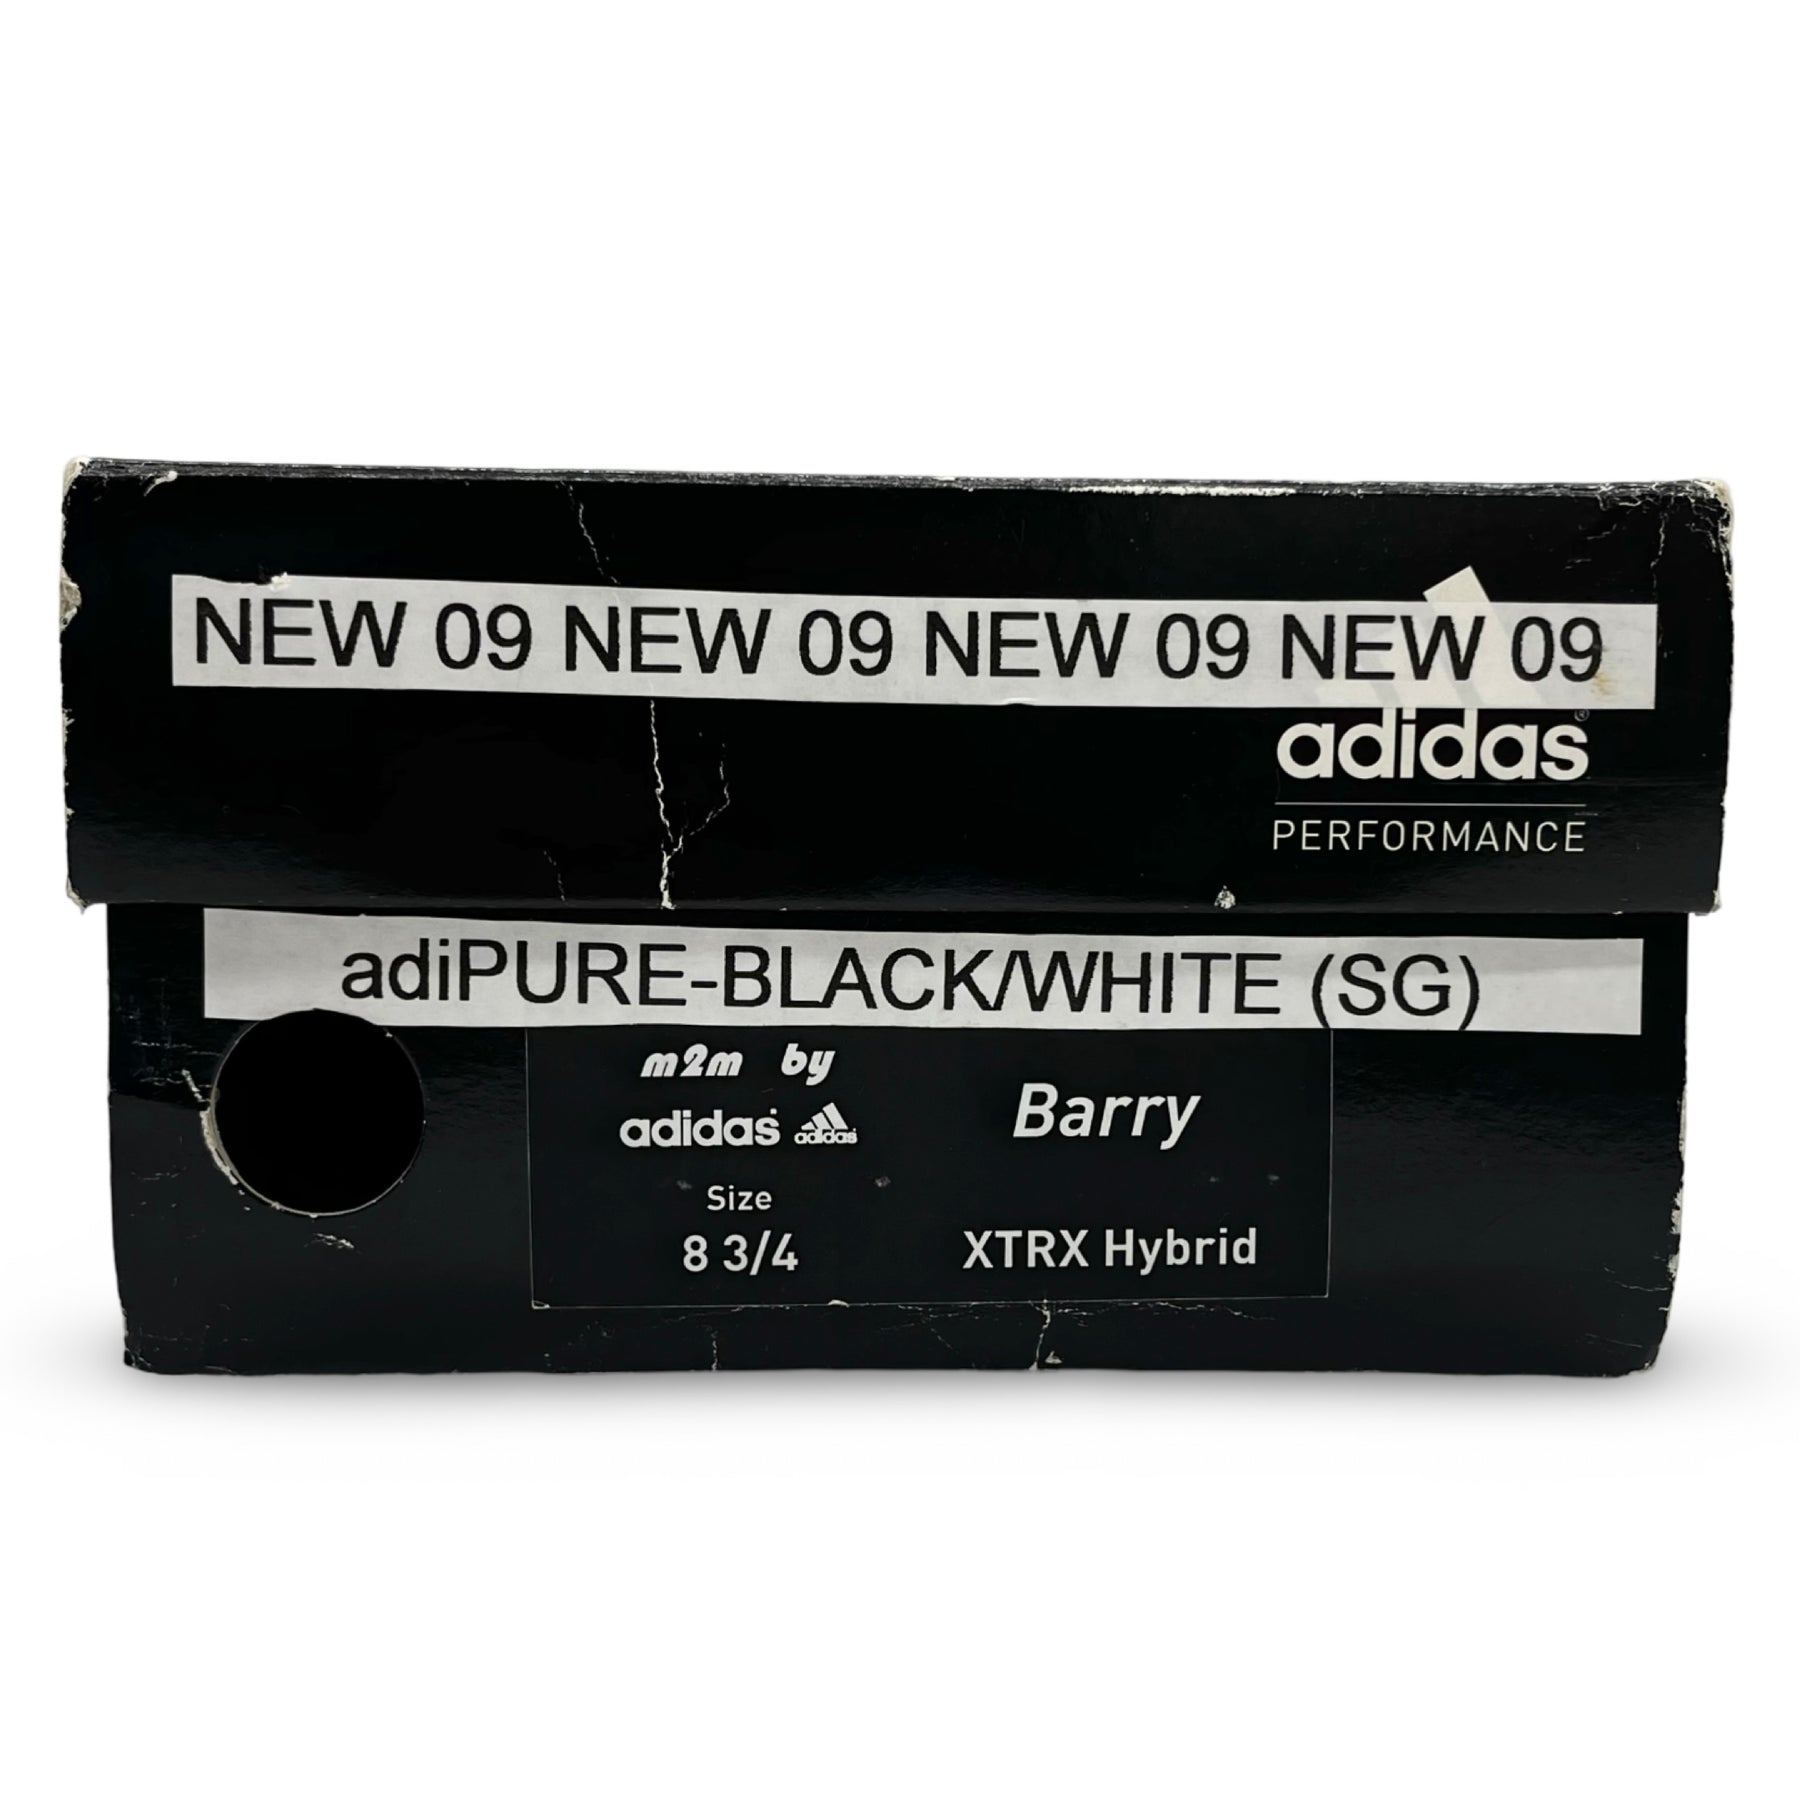 NEW 09 NEW 09 NEW 09 NEW 09
adidas®
PERFORMANCE
adiPURE-BLACK/WHITE (SG)
m2m by
adidas adidas
Barry
Size
8 3/4
XTRX Hybrid